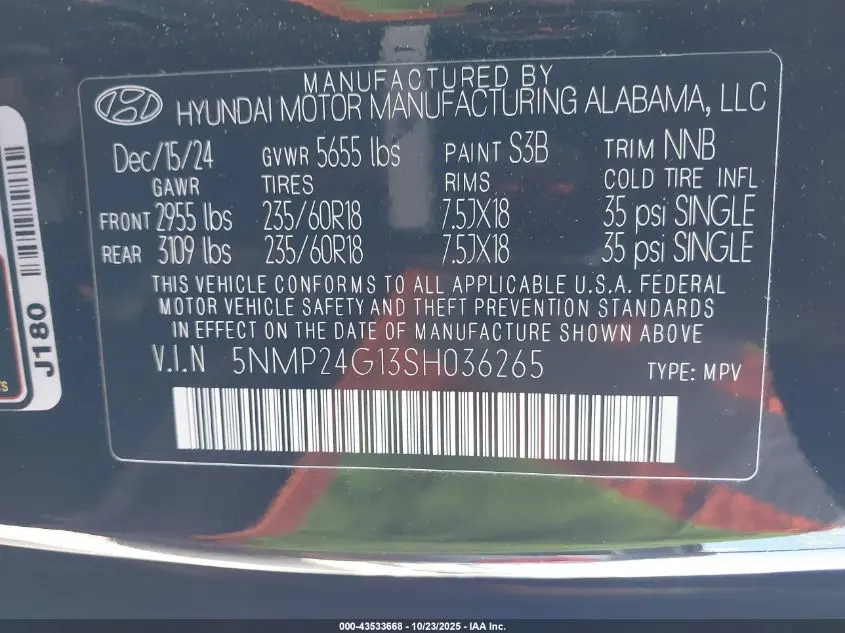 MANUFACTURED BY
HYUNDAI MOTOR MANUFACTURING ALABAMA, LLC
Dec/15/24 GVWR 5655 lbs PAINT S3B TRIM NNB
GAWR TIRES RIMS COLD TIRE INFL
FRONT 2955 lbs 235/60R18 7.5JX18 35 psi SINGLE
REAR 3109 lbs 235/60R18 7.5JX18 35 psi SINGLE
THIS VEHICLE CONFORMS TO ALL APPLICABLE U.S.A. FEDERAL
MOTOR VEHICLE SAFETY AND THEFT PREVENTION STANDARDS
IN EFFECT ON THE DATE OF MANUFACTURE SHOWN ABOVE
V.I.N 5NMP24G13SH036265 TYPE: MPV
J180
000-43533668 - 10/23/2025 - IAA Inc.